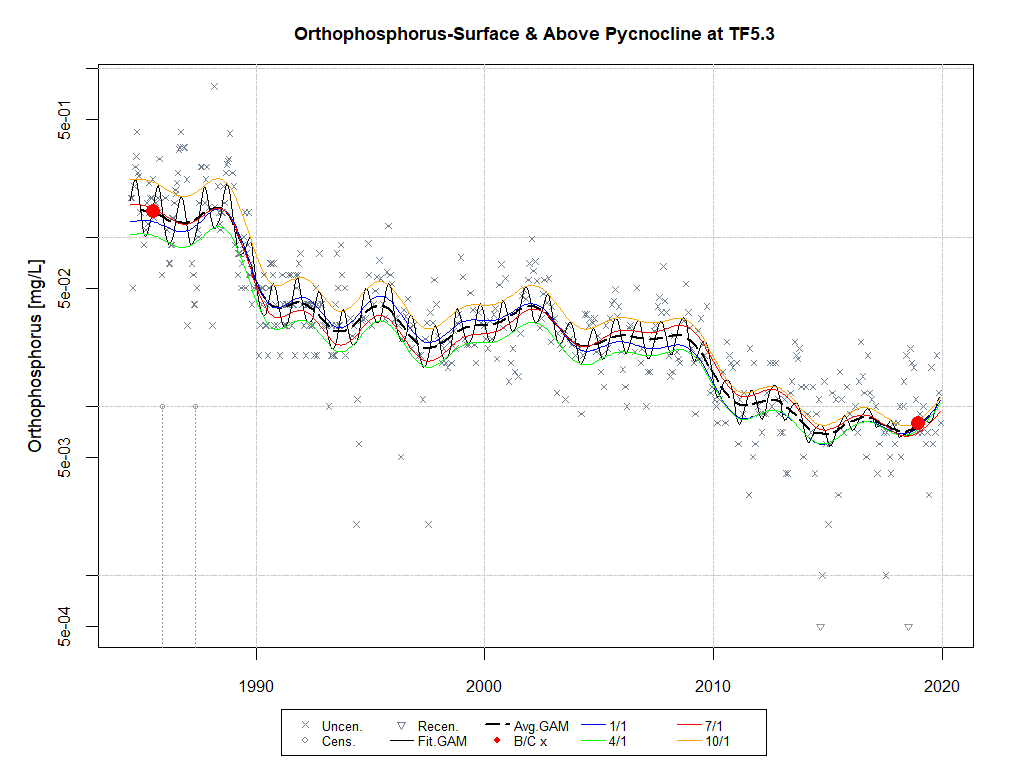 Orthophosphorus-Surface & Above Pycnocline at TF5.3
Orthophosphorus [mg/L]
5e-01
5e-02
5e-03
5e-04
1990 2000 2010 2020
Uncen. Recen. Avg.GAM 1/1 7/1
Cens. Fit.GAM B/C x 4/1 10/1